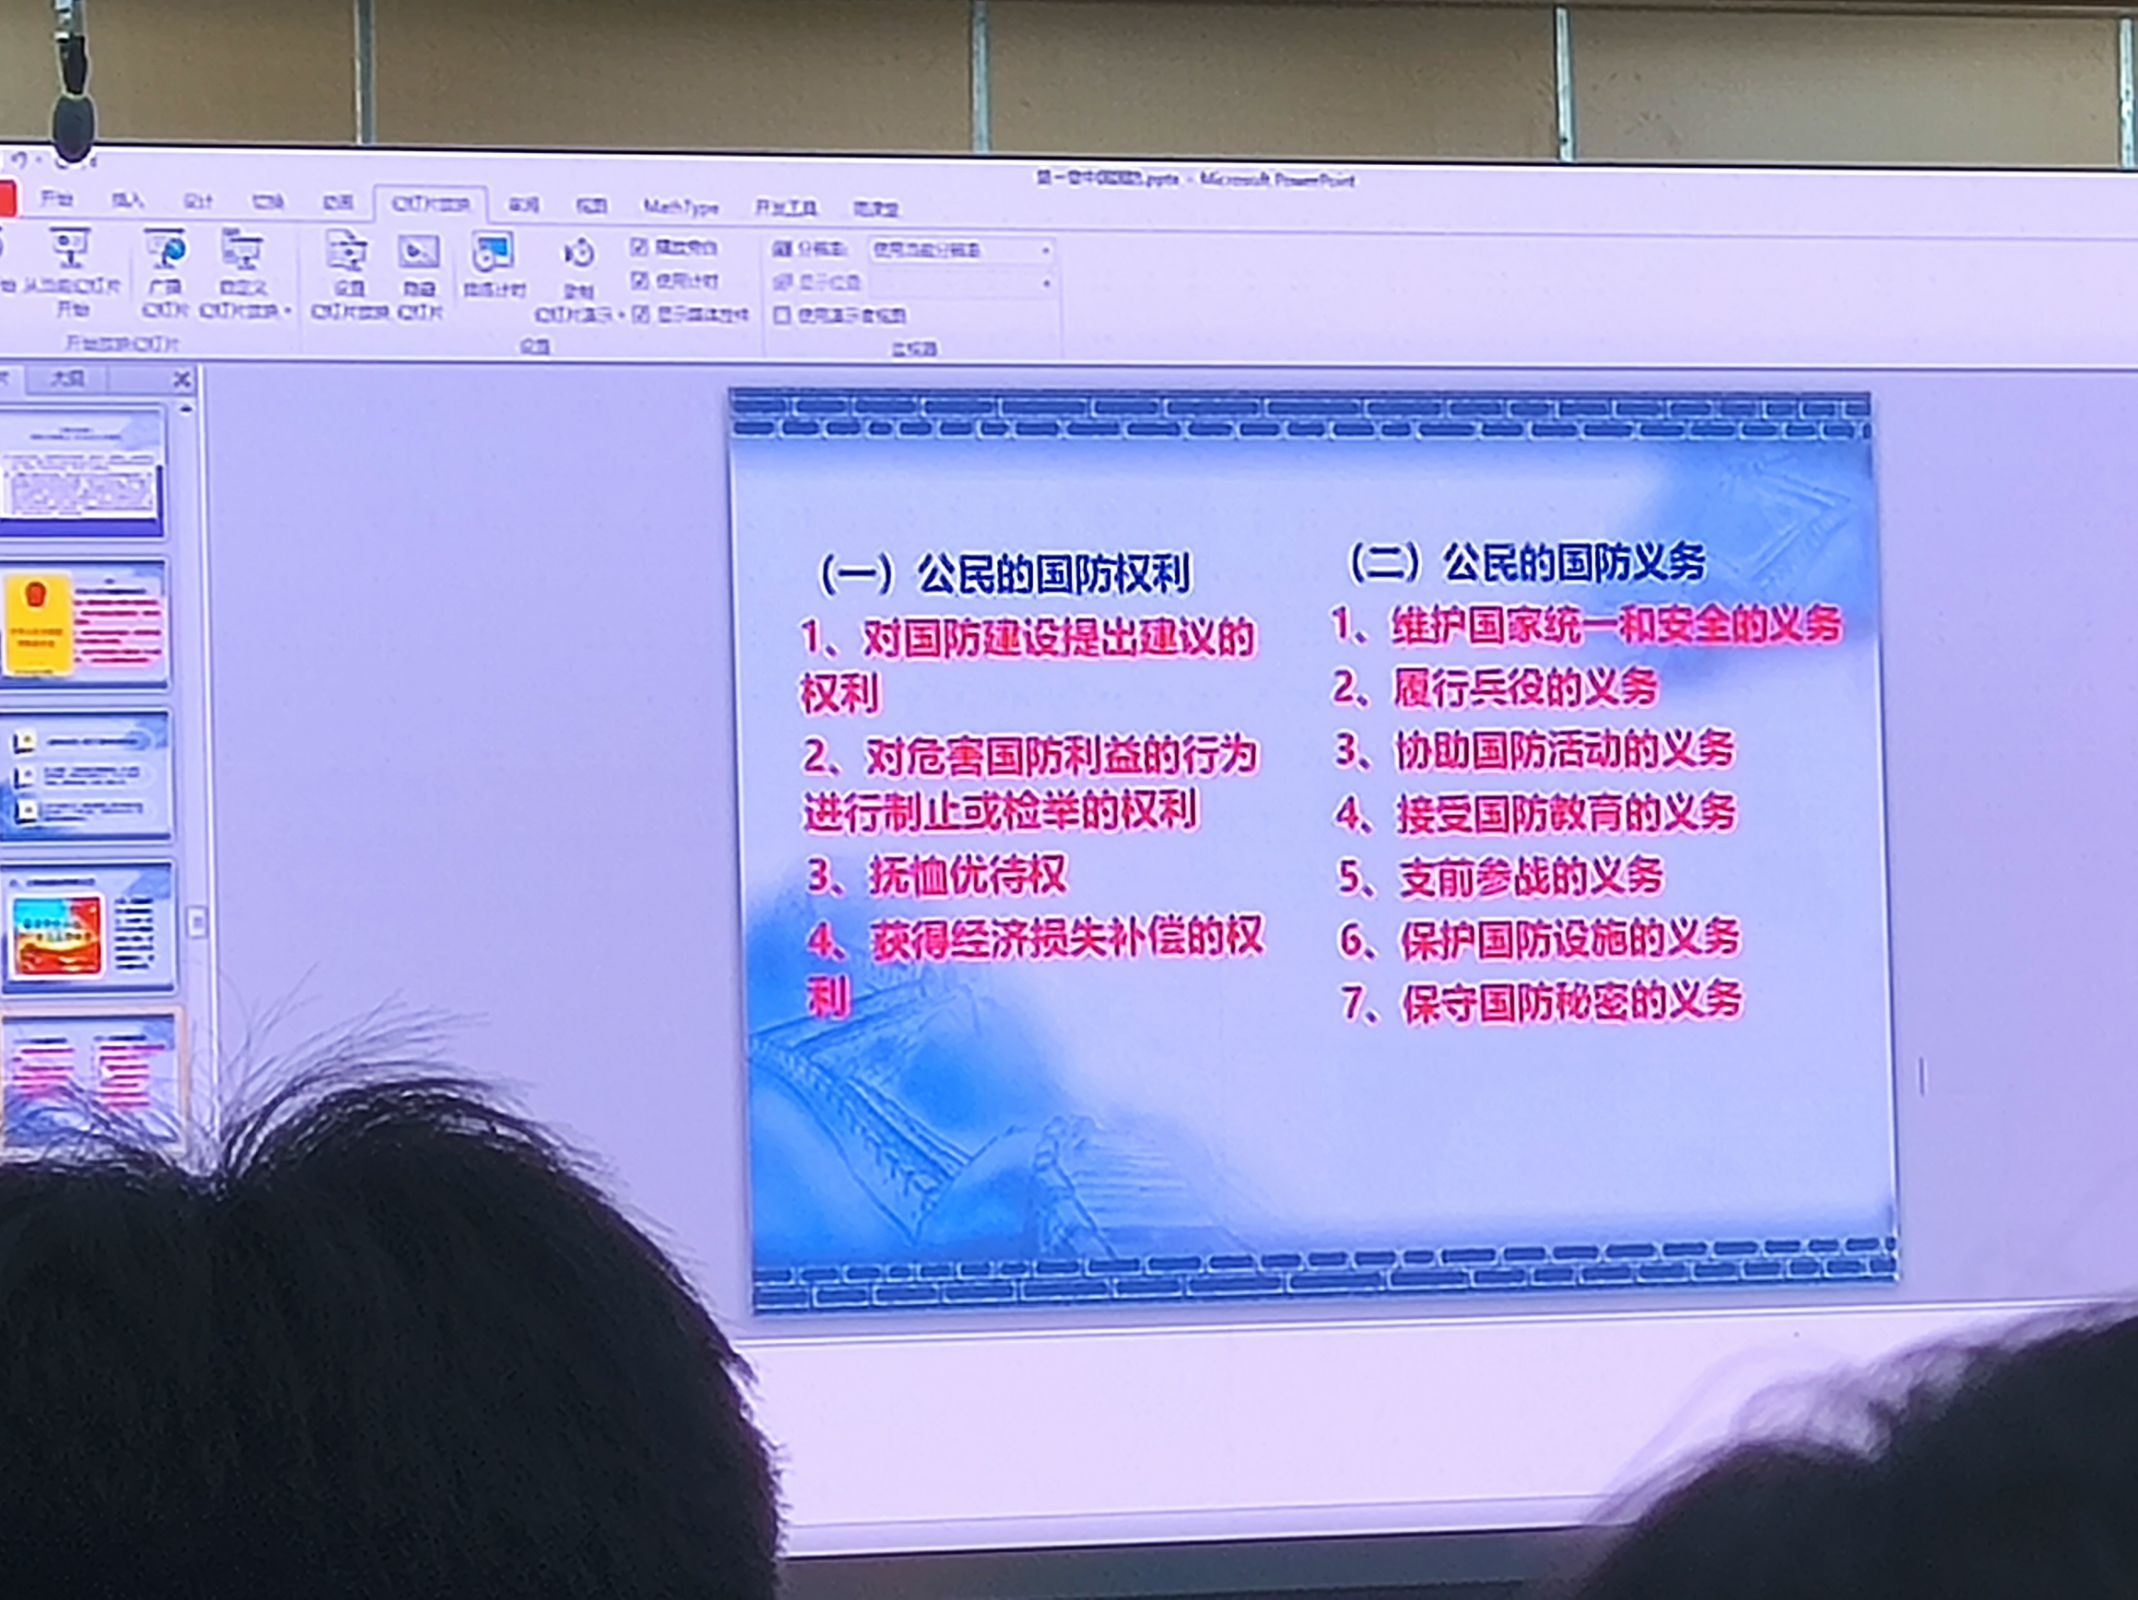 第一章中国国防.pptx - Microsoft PowerPoint
开始 插入 设计 切换 动画 幻灯片放映 审阅 视图 MathType 开发工具 雨课堂
从当前幻灯片开始
广播幻灯片
自定义幻灯片放映
设置幻灯片放映
隐藏幻灯片
排练计时
录制幻灯片演示
播放旁白
使用计时
显示媒体控件
分辨率: 使用当前分辨率
显示位置:
使用演示者视图
开始放映幻灯片 设置 监视器
大纲
（一）公民的国防权利
1、对国防建设提出建议的
权利
2、对危害国防利益的行为
进行制止或检举的权利
3、抚恤优待权
4、获得经济损失补偿的权
利
（二）公民的国防义务
1、维护国家统一和安全的义务
2、履行兵役的义务
3、协助国防活动的义务
4、接受国防教育的义务
5、支前参战的义务
6、保护国防设施的义务
7、保守国防秘密的义务